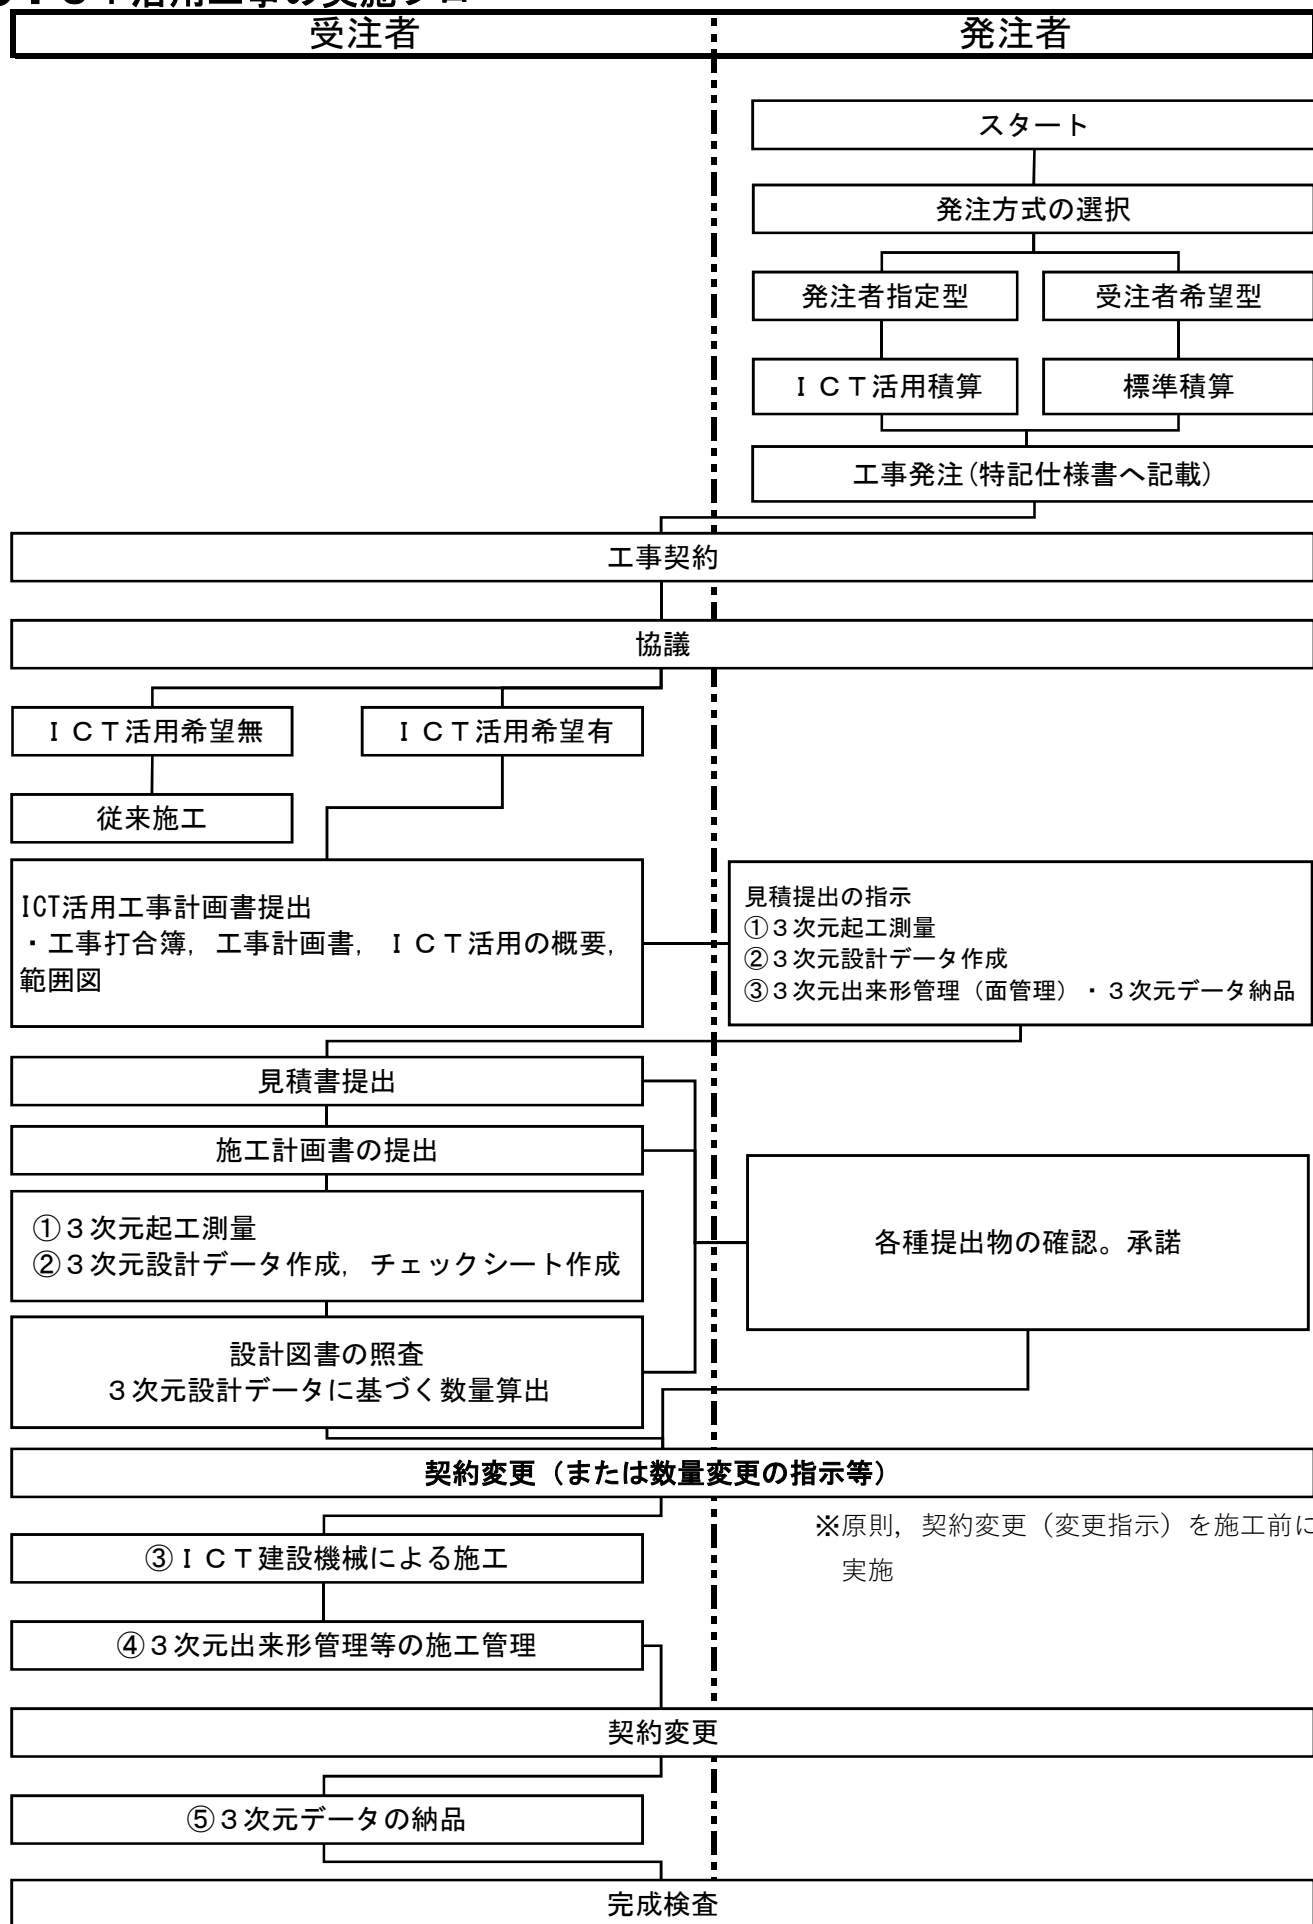 ICT活用工事の実施フロー
受注者
発注者
スタート
発注方式の選択
発注者指定型
受注者希望型
ＩＣＴ活用積算
標準積算
工事発注(特記仕様書へ記載)
工事契約
協議
ＩＣＴ活用希望無
ＩＣＴ活用希望有
従来施工
ICT活用工事計画書提出
・工事打合簿，工事計画書，ＩＣＴ活用の概要，
範囲図
見積提出の指示
①３次元起工測量
②３次元設計データ作成
③３次元出来形管理（面管理）・３次元データ納品
見積書提出
施工計画書の提出
①３次元起工測量
②３次元設計データ作成，チェックシート作成
各種提出物の確認。承諾
設計図書の照査
３次元設計データに基づく数量算出
契約変更（または数量変更の指示等）
※原則，契約変更（変更指示）を施工前に
実施
③ＩＣＴ建設機械による施工
④３次元出来形管理等の施工管理
契約変更
⑤３次元データの納品
完成検査